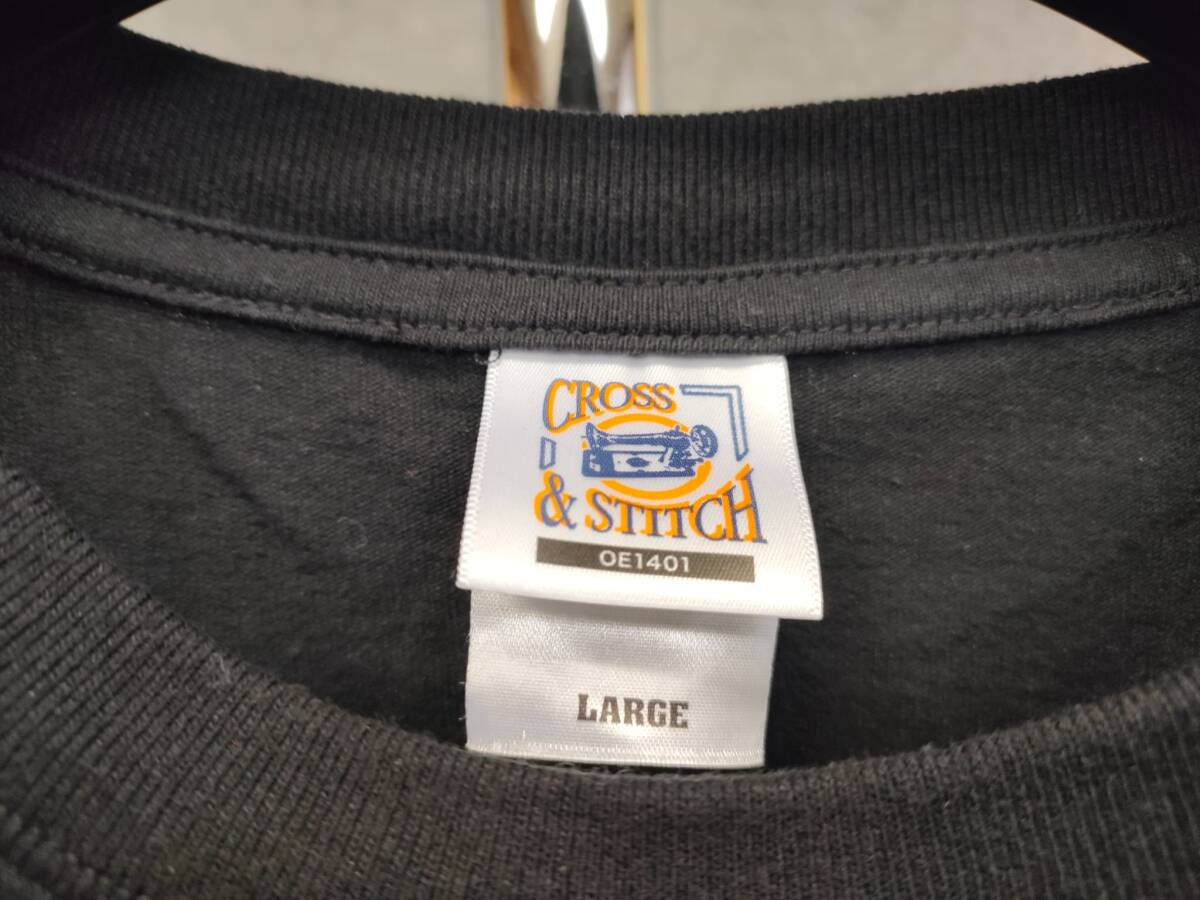 CROSS
& STITCH
OE1401
LARGE